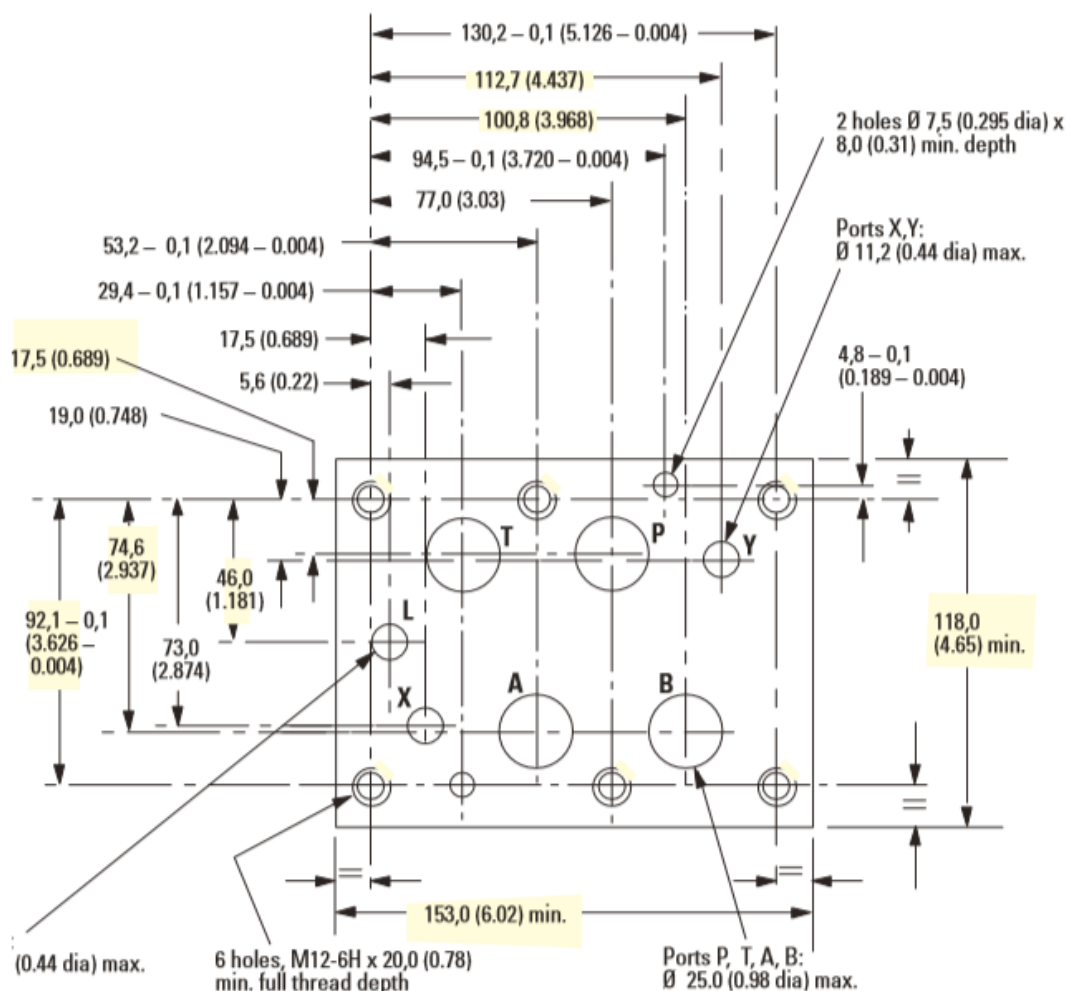 130,2 – 0,1 (5.126 – 0.004)
112,7 (4.437)
100,8 (3.968)
94,5 – 0,1 (3.720 – 0.004)
77,0 (3.03)
53,2 – 0,1 (2.094 – 0.004)
29,4 – 0,1 (1.157 – 0.004)
17,5 (0.689)
17,5 (0.689)
5,6 (0.22)
19,0 (0.748)
2 holes Ø 7,5 (0.295 dia) x
8,0 (0.31) min. depth
Ports X,Y:
Ø 11,2 (0.44 dia) max.
4,8 – 0,1
(0.189 – 0.004)
T
P
Y
74,6
(2.937)
46,0
(1.181)
92,1 – 0,1
(3.626 –
0.004)
73,0
(2.874)
L
X
A
B
118,0
(4.65) min.
153,0 (6.02) min.
(0.44 dia) max.
6 holes, M12-6H x 20,0 (0.78)
min. full thread depth
Ports P, T, A, B:
Ø 25.0 (0.98 dia) max.